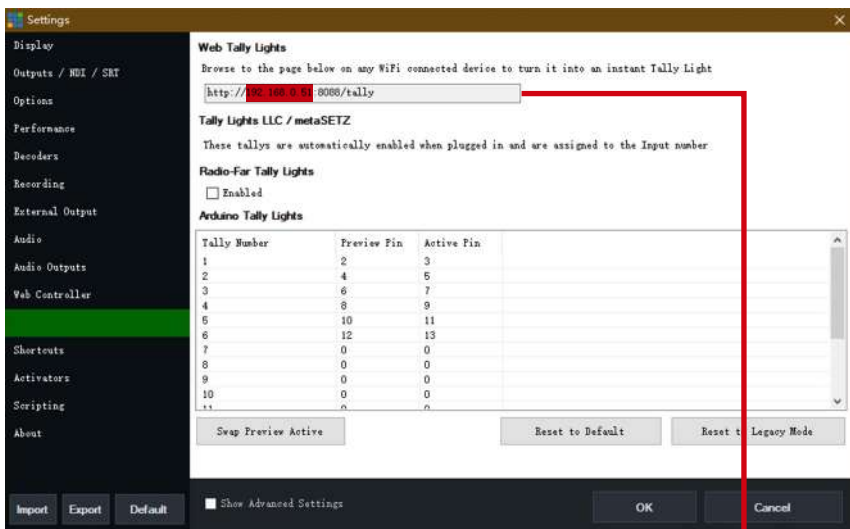 Settings
Display
Outputs / NDI / SRT
Options
Performance
Decoders
Recording
External Output
Audio
Audio Outputs
Web Controller
Shortcuts
Activators
Scripting
About
Import Export Default
Web Tally Lights
Browse to the page below on any WiFi connected device to turn it into an instant Tally Light
http://192.168.0.51:8088/tally
Tally Lights LLC / metaSETZ
These tallys are automatically enabled when plugged in and are assigned to the Input number
Radio-Far Tally Lights
Enabled
Arduino Tally Lights
Tally Number Preview Pin Active Pin
1 2 3
2 4 5
3 6 7
4 8 9
5 10 11
6 12 13
7 0 0
8 0 0
9 0 0
10 0 0
11 0 0
Swap Preview Active Reset to Default Reset to Legacy Mode
Show Advanced Settings OK Cancel